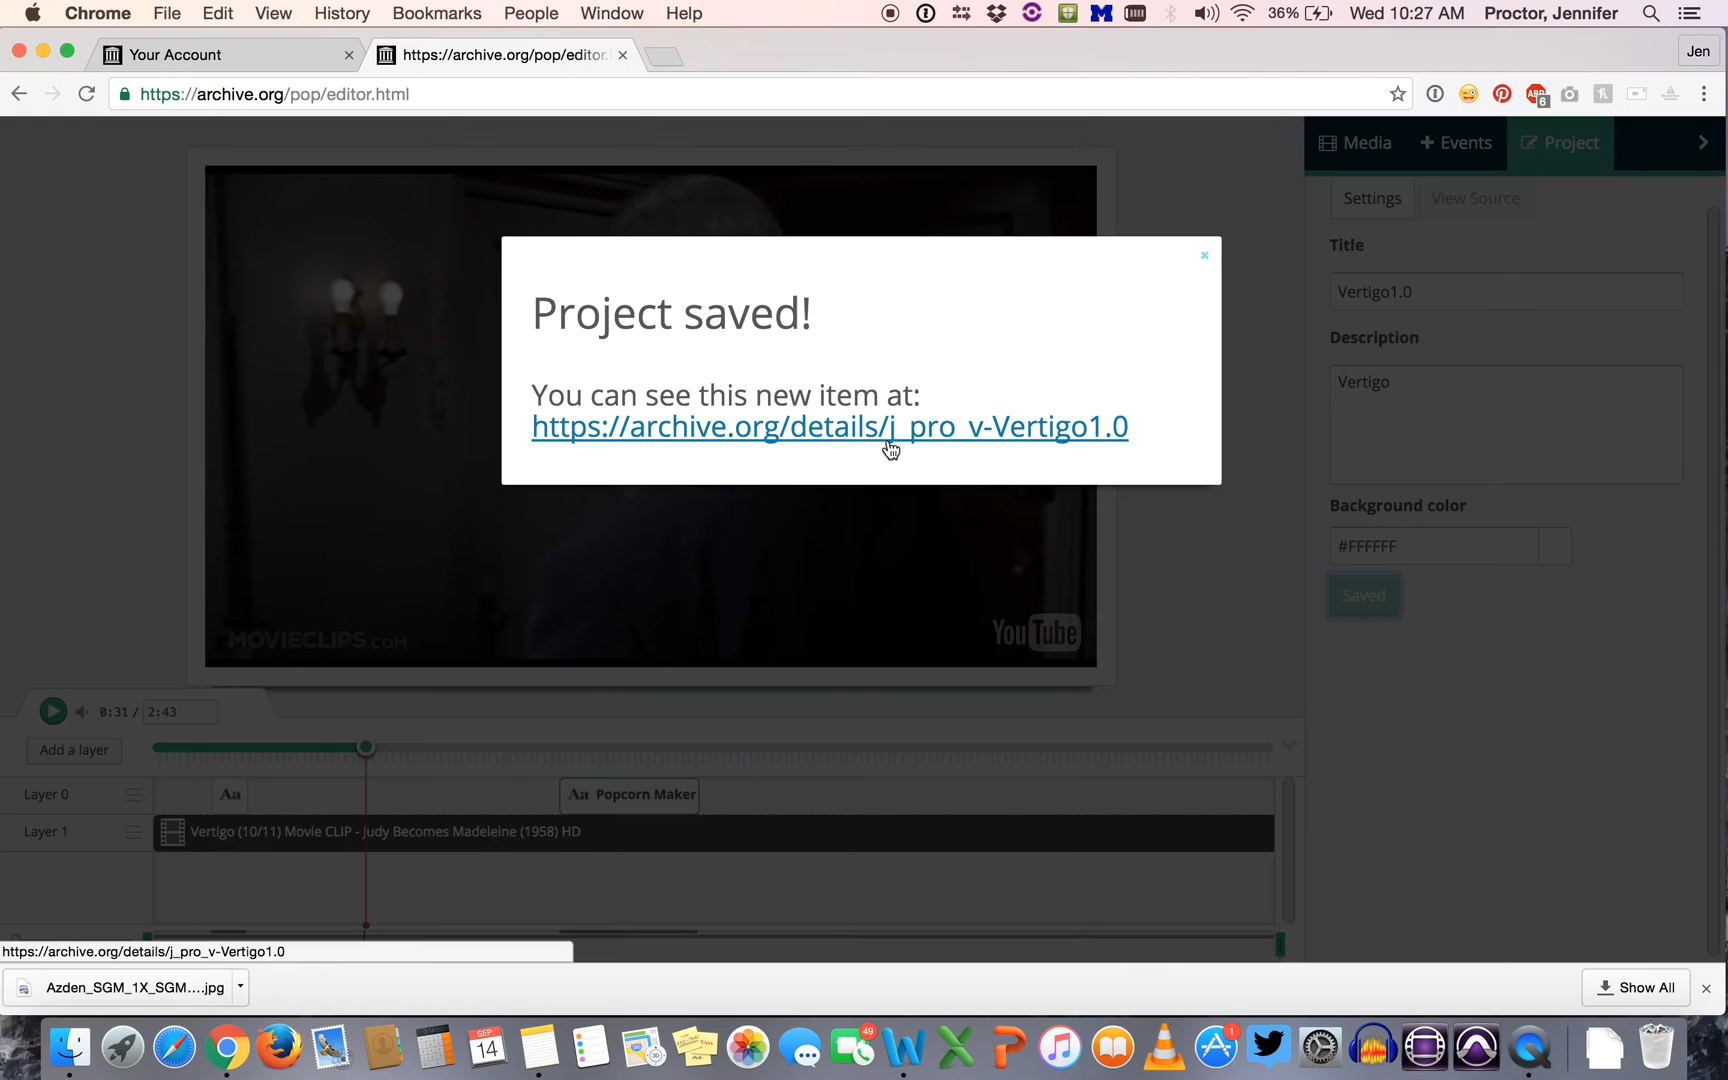 Chrome File Edit View History Bookmarks People Window Help 36% Wed 10:27 AM Proctor, Jennifer
Your Account
https://archive.org/pop/editor.
Jen
https://archive.org/pop/editor.html
ABP
6
Media
Events
Project
Settings
View Source
Title
Vertigo1.0
Description
Vertigo
Background color
#FFFFFF
Saved
Project saved!
You can see this new item at:
https://archive.org/details/j_pro_v-Vertigo1.0
MOVIECLIPS.COM
YouTube
0:31 / 2:43
Add a layer
Layer 0
Aa
Aa Popcorn Maker
Layer 1
Vertigo (10/11) Movie CLIP - Judy Becomes Madeleine (1958) HD
https://archive.org/details/j_pro_v-Vertigo1.0
Azden_SGM_1X_SGM....jpg
Show All
SEP
14
49
1